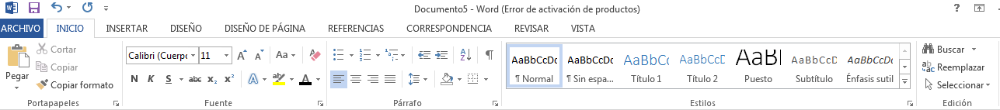 Documento5 - Word (Error de activación de productos)
ARCHIVO INICIO INSERTAR DISEÑO DISEÑO DE PÁGINA REFERENCIAS CORRESPONDENCIA REVISAR VISTA
Pegar
Cortar
Copiar
Copiar formato
Portapapeles
Calibri (Cuerpo 11 Aa
N K S abc x₂ x² A ab A
Fuente
Párrafo
AaBbCcDc AaBbCcDc AaBbCc AaBbCcD AaBl AaBbCcD AaBbCcDc
¶ Normal ¶ Sin espa... Título 1 Título 2 Puesto Subtítulo Énfasis sutil
Estilos
Buscar
Reemplazar
Seleccionar
Edición